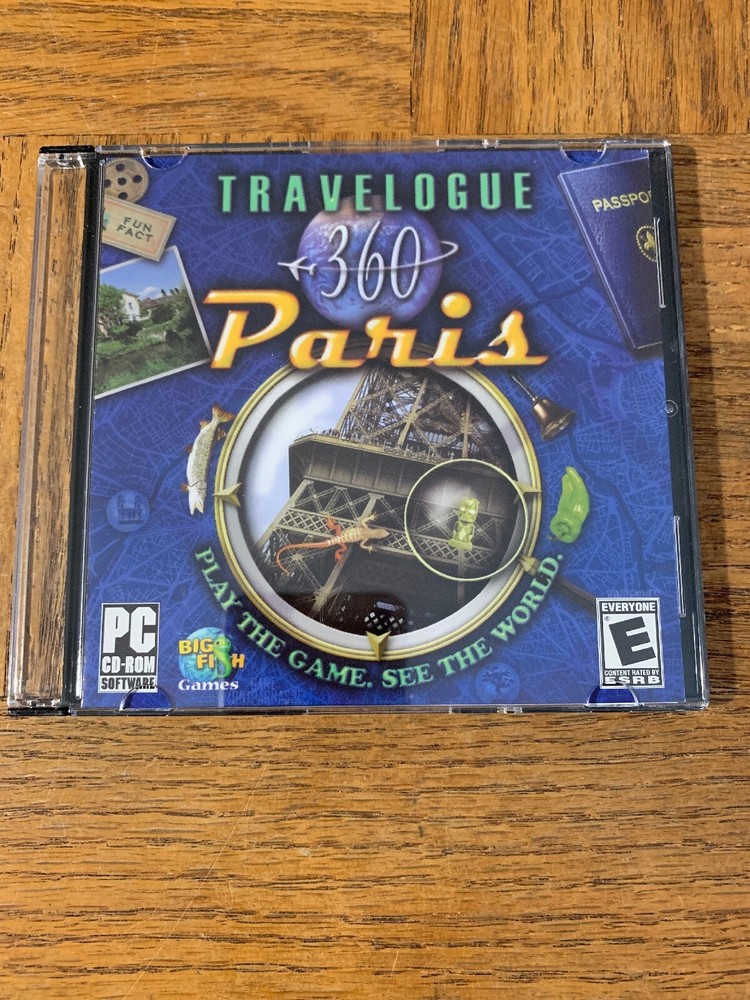 TRAVELOGUE
360
Paris
FUN
FACT
PASSPO
PLAY THE GAME. SEE THE WORLD.
PC
CD-ROM
SOFTWARE
BIG
FISH
Games
EVERYONE
E
CONTENT RATED BY
ESRB